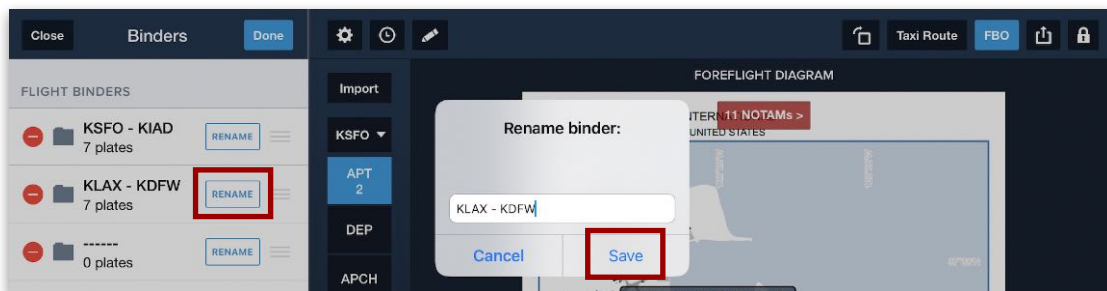 Close Binders Done
FLIGHT BINDERS
KSFO - KIAD
7 plates
RENAME
KLAX - KDFW
7 plates
RENAME
------
0 plates
RENAME
Taxi Route FBO
Import
KSFO
APT
2
DEP
APCH
FOREFLIGHT DIAGRAM
11 NOTAMs >
UNITED STATES
Rename binder:
KLAX - KDFW
Cancel Save